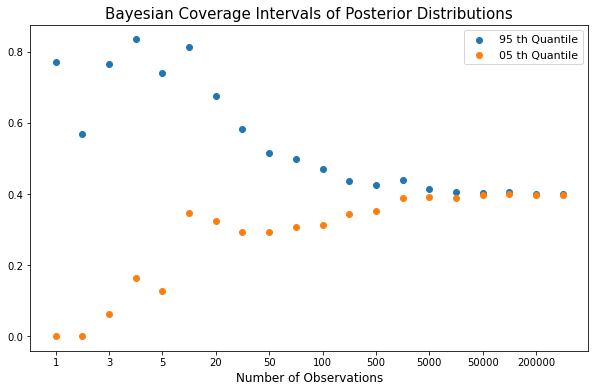 Bayesian Coverage Intervals of Posterior Distributions
95 th Quantile
05 th Quantile
0.8
0.6
0.4
0.2
0.0
1 3 5 20 50 100 500 5000 50000 200000
Number of Observations